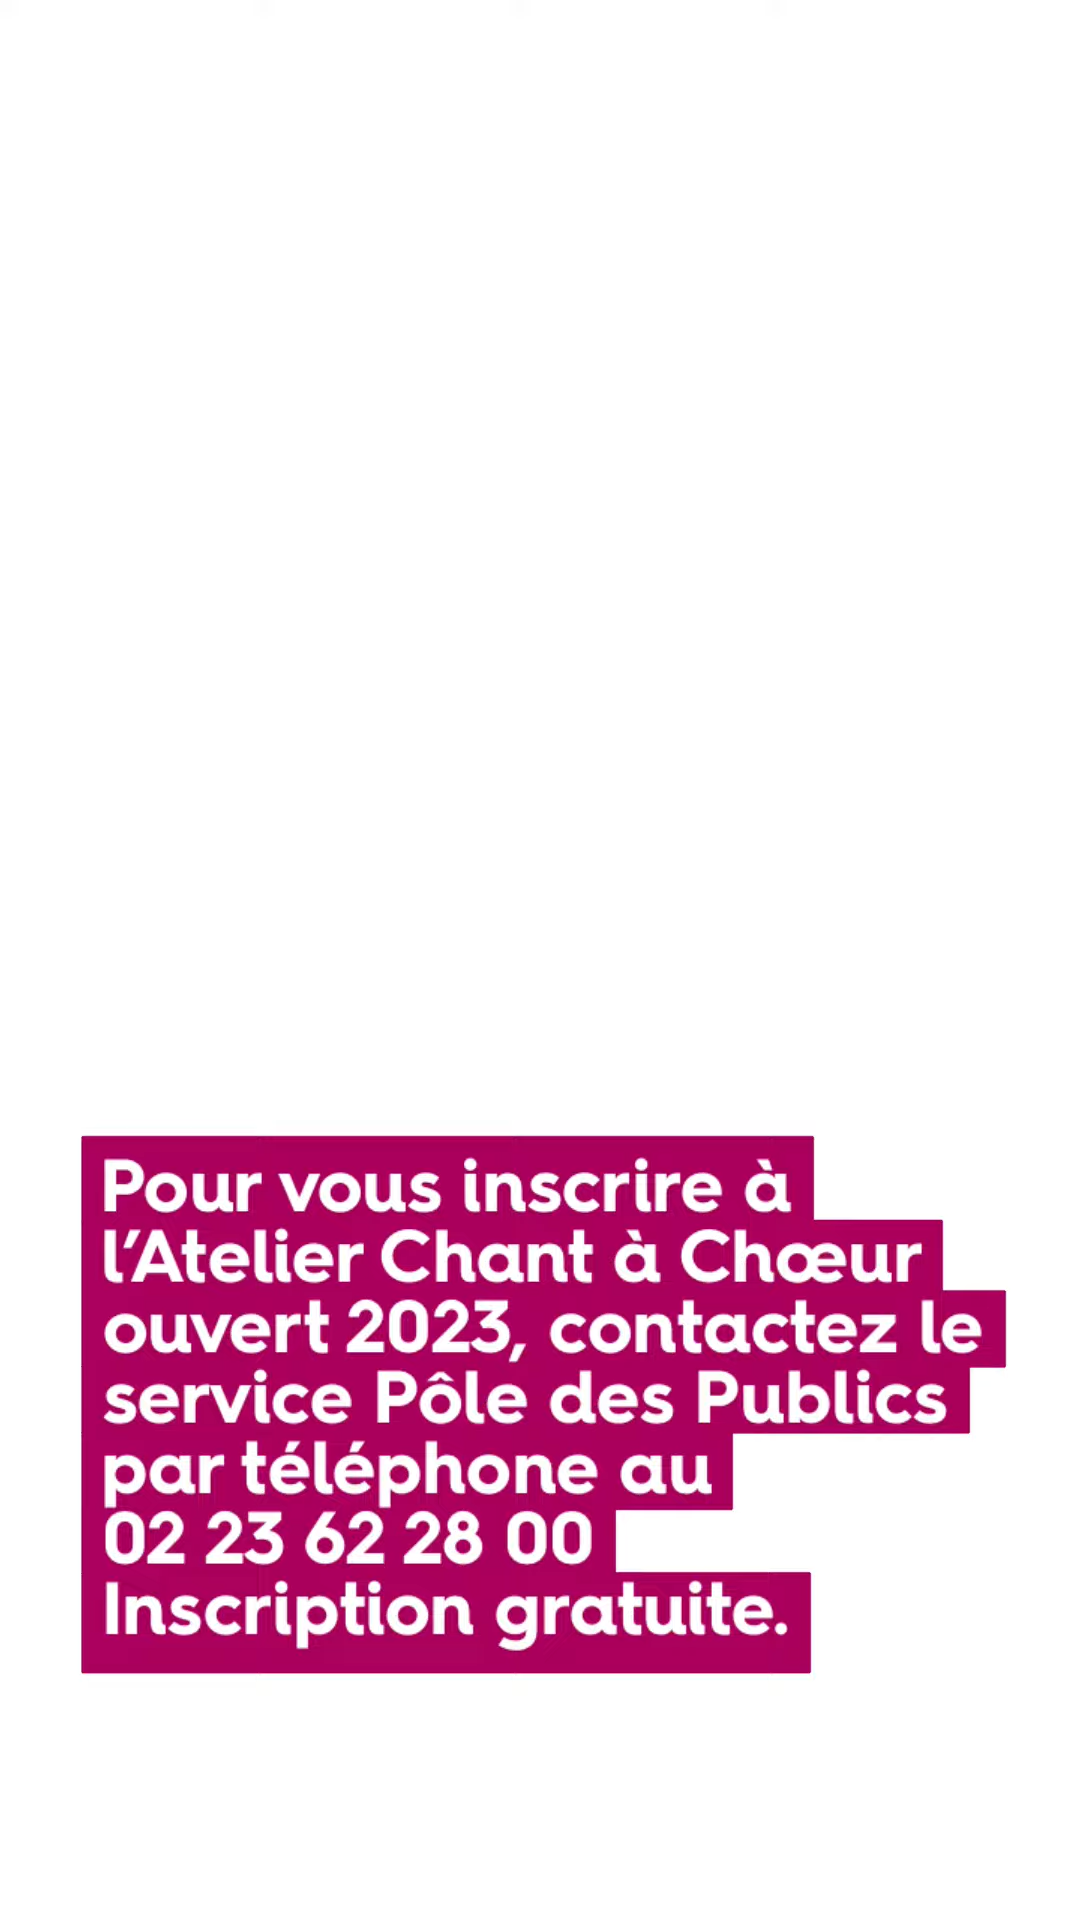 Pour vous inscrire à
l’Atelier Chant à Chœur
ouvert 2023, contactez le
service Pôle des Publics
par téléphone au
02 23 62 28 00
Inscription gratuite.